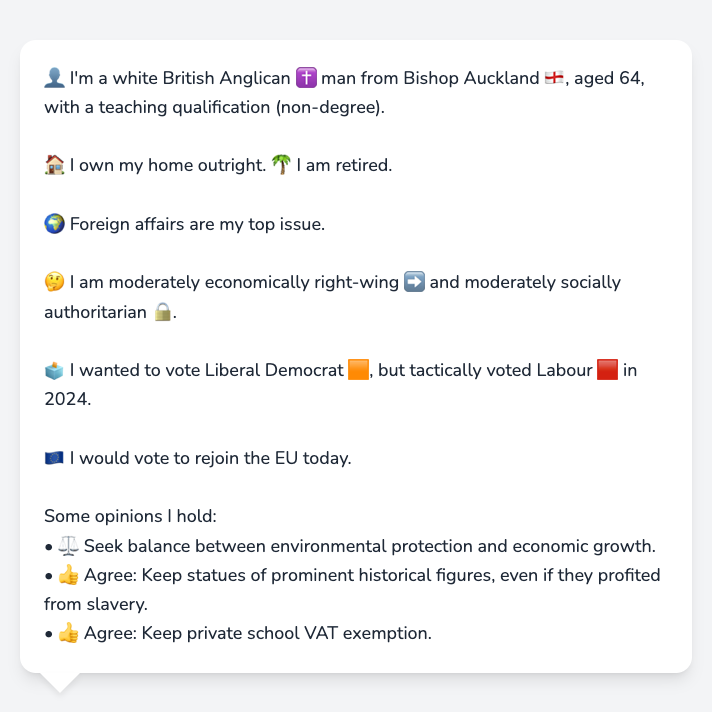 👤 I'm a white British Anglican ✝️ man from Bishop Auckland 🏴󠁧󠁢󠁥󠁮󠁧󠁿, aged 64,
with a teaching qualification (non-degree).
🏠 I own my home outright. 🌴 I am retired.
🌍 Foreign affairs are my top issue.
🤔 I am moderately economically right-wing ➡️ and moderately socially
authoritarian 🔒.
🗳️ I wanted to vote Liberal Democrat 🟧, but tactically voted Labour 🟥 in
2024.
🇪🇺 I would vote to rejoin the EU today.
Some opinions I hold:
• ⚖️ Seek balance between environmental protection and economic growth.
• 👍 Agree: Keep statues of prominent historical figures, even if they profited
from slavery.
• 👍 Agree: Keep private school VAT exemption.